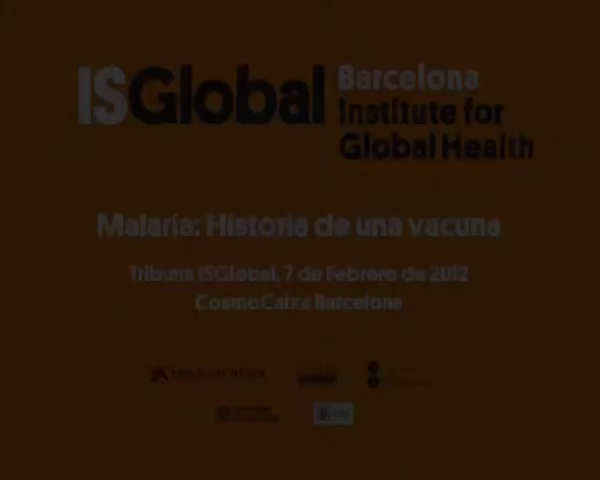 ISGlobal Barcelona
Institute for
Global Health
Malaria: Historia de una vacuna
Tribuna ISGlobal, 7 de Febrero de 2012
CosmoCaixa Barcelona